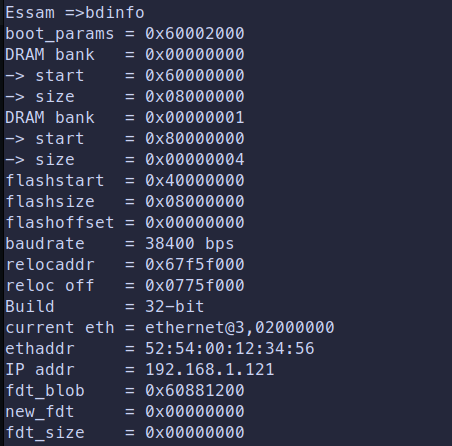 Essam =>bdinfo
boot_params = 0x60002000
DRAM bank   = 0x00000000
-> start    = 0x60000000
-> size     = 0x08000000
DRAM bank   = 0x00000001
-> start    = 0x80000000
-> size     = 0x00000004
flashstart  = 0x40000000
flashsize   = 0x08000000
flashoffset = 0x00000000
baudrate    = 38400 bps
relocaddr   = 0x67f5f000
reloc off   = 0x0775f000
Build       = 32-bit
current eth = ethernet@3,02000000
ethaddr     = 52:54:00:12:34:56
IP addr     = 192.168.1.121
fdt_blob    = 0x60881200
new_fdt     = 0x00000000
fdt_size    = 0x00000000